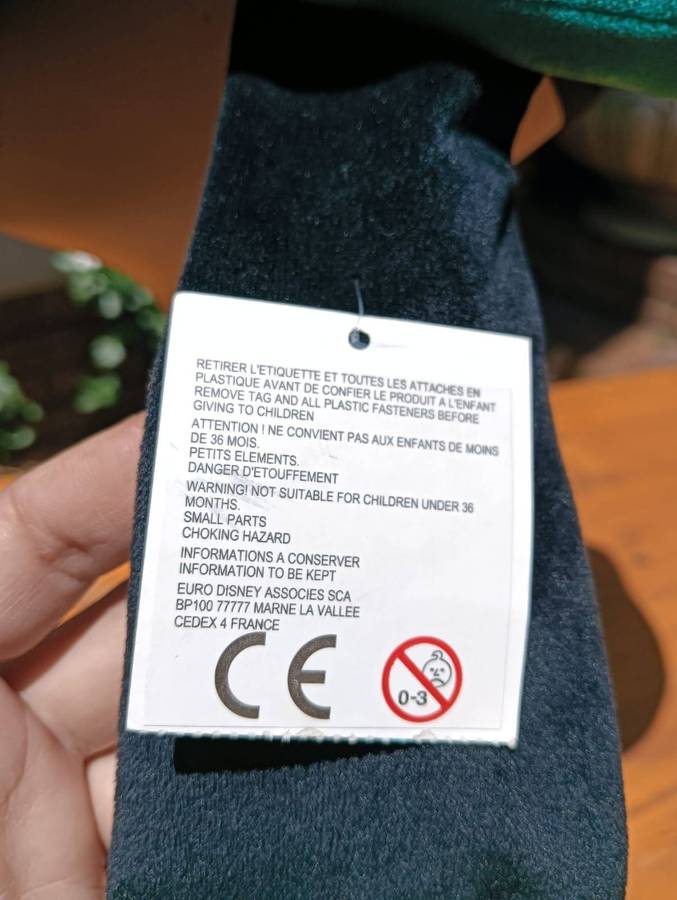 RETIRER L'ETIQUETTE ET TOUTES LES ATTACHES EN
PLASTIQUE AVANT DE CONFIER LE PRODUIT A L'ENFANT
REMOVE TAG AND ALL PLASTIC FASTENERS BEFORE
GIVING TO CHILDREN
ATTENTION ! NE CONVIENT PAS AUX ENFANTS DE MOINS
DE 36 MOIS.
PETITS ELEMENTS.
DANGER D'ETOUFFEMENT
WARNING! NOT SUITABLE FOR CHILDREN UNDER 36
MONTHS.
SMALL PARTS
CHOKING HAZARD
INFORMATIONS A CONSERVER
INFORMATION TO BE KEPT
EURO DISNEY ASSOCIES SCA
BP100 77777 MARNE LA VALLEE
CEDEX 4 FRANCE
CE
0-3